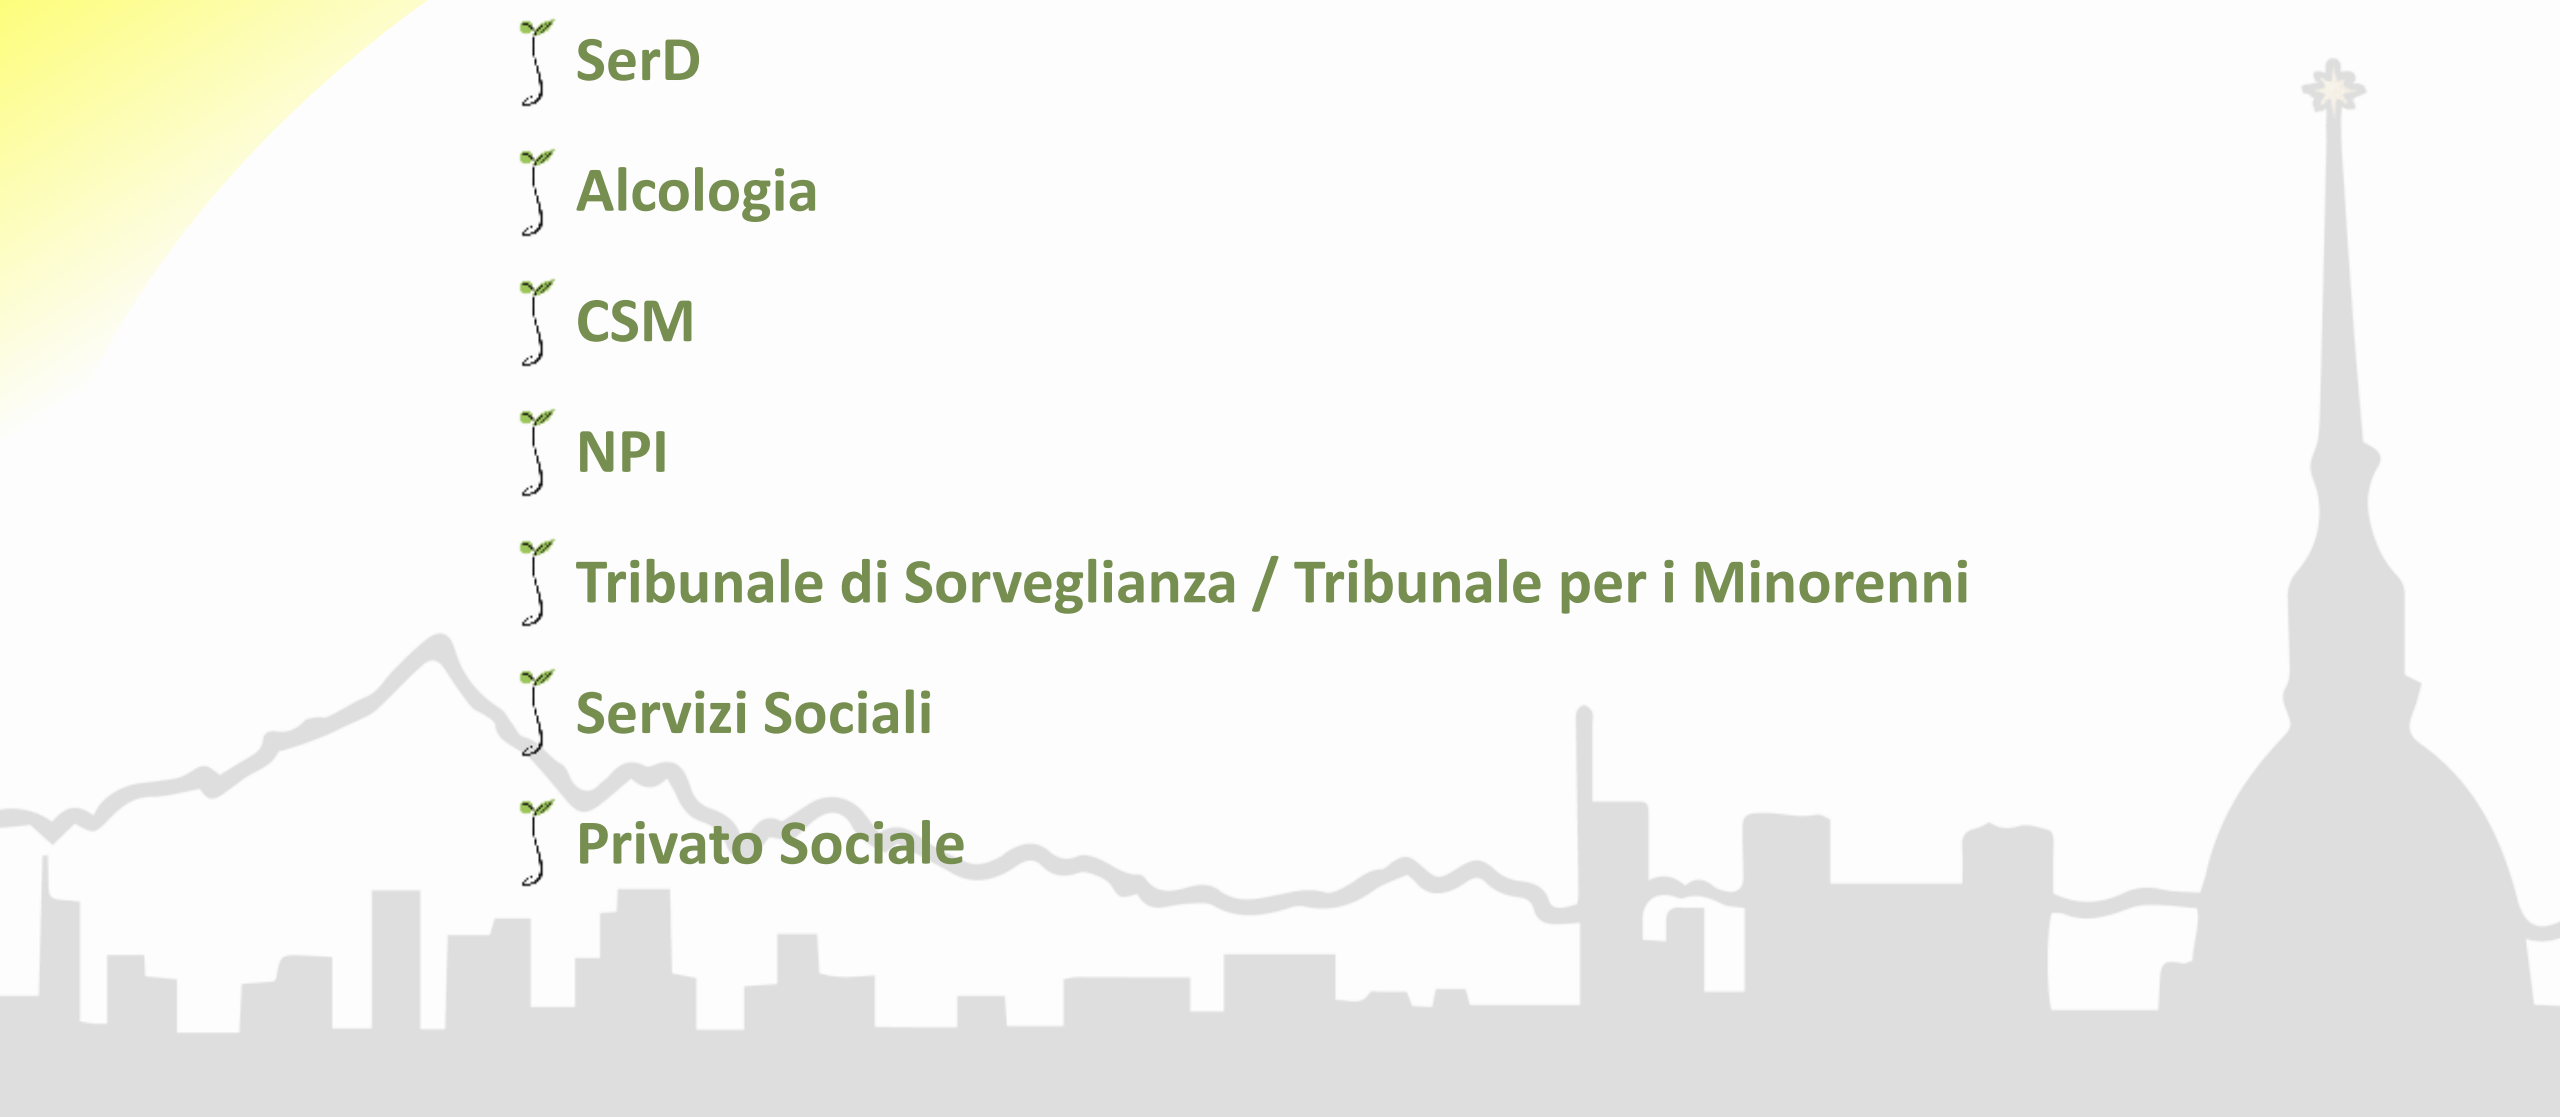 SerD
Alcologia
CSM
NPI
Tribunale di Sorveglianza / Tribunale per i Minorenni
Servizi Sociali
Privato Sociale